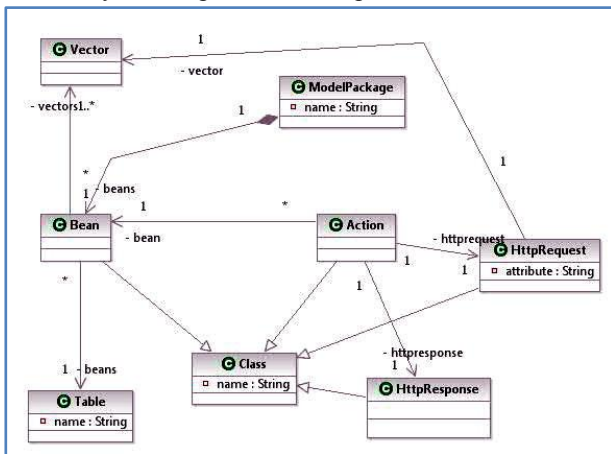 1
C Vector
- vector
ModelPackage
name : String
- vectors1..*
1
1
*
1
- beans
C Bean
1
*
C Action
- bean
- httprequest
C HttpRequest
attribute : String
1
1
*
1
- httpresponse
C Class
name : String
1
1
- beans
C HttpResponse
C Table
name : String